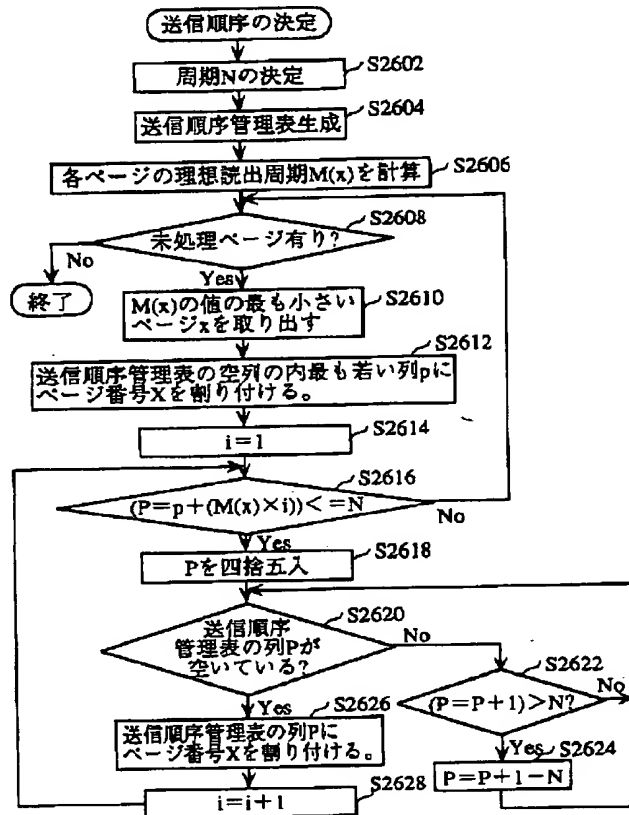 送信順序の決定
周期Nの決定
S2602
送信順序管理表生成
S2604
各ページの理想読出周期M(x)を計算
S2606
未処理ページ有り?
S2608
No
Yes
終了
M(x)の値の最も小さい
ページxを取り出す
S2610
送信順序管理表の空列の内最も若い列pに
ページ番号Xを割り付ける。
S2612
i=1
S2614
(P=p+(M(x)×i))<=N
S2616
No
Yes
Pを四捨五入
S2618
送信順序
管理表の列Pが
空いている?
S2620
No
Yes
(P=P+1)>N?
S2622
No
Yes
P=P+1-N
S2624
送信順序管理表の列Pに
ページ番号Xを割り付ける。
S2626
i=i+1
S2628